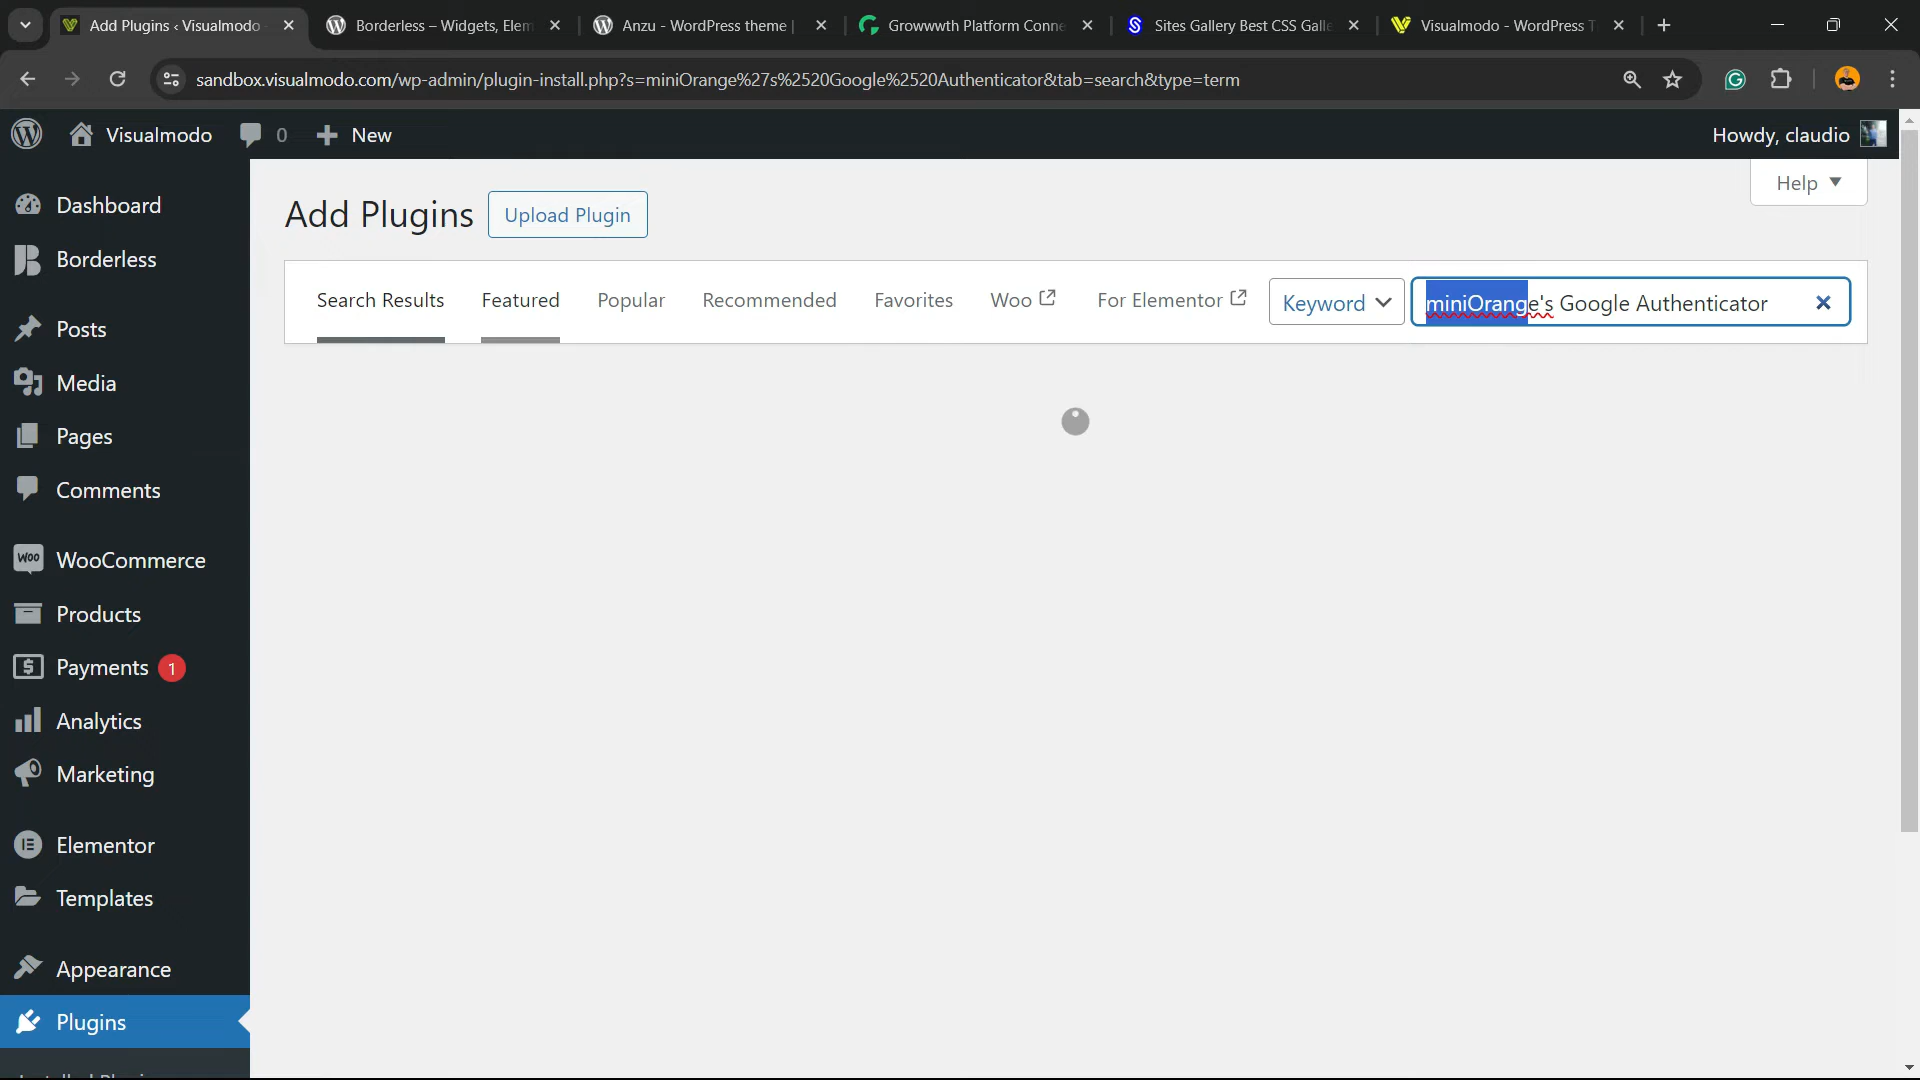 Add Plugins ‹ Visualmodo
Borderless – Widgets, Elem
Anzu - WordPress theme |
Growwwth Platform Conne
Sites Gallery Best CSS Galle
Visualmodo - WordPress T
sandbox.visualmodo.com/wp-admin/plugin-install.php?s=miniOrange%27s%2520Google%2520Authenticator&tab=search&type=term
Visualmodo
0
New
Howdy, claudio
Help
Dashboard
Borderless
Posts
Media
Pages
Comments
Woo WooCommerce
Products
Payments 1
Analytics
Marketing
Elementor
Templates
Appearance
Plugins
Add Plugins
Upload Plugin
Search Results
Featured
Popular
Recommended
Favorites
Woo
For Elementor
Keyword
miniOrange's Google Authenticator